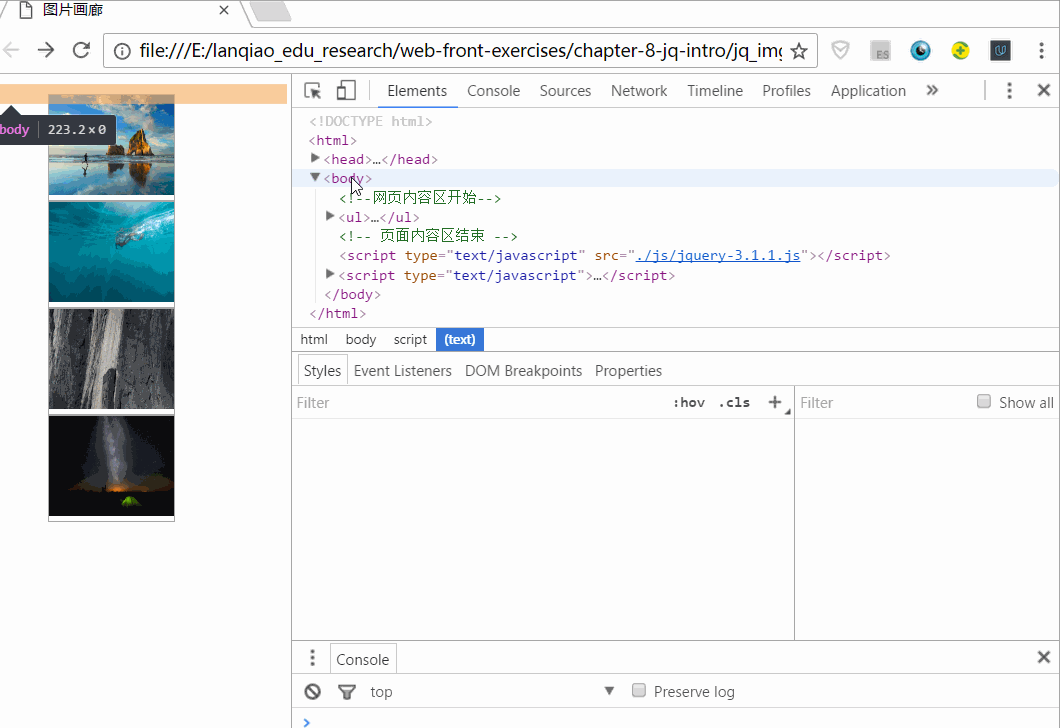 图片画廊
file:///E:/lanqiao_edu_research/web-front-exercises/chapter-8-jq-intro/jq_img
ES
Elements Console Sources Network Timeline Profiles Application »
body 223.2 × 0
<!DOCTYPE html>
<html>
<head>…</head>
<body>
<!--网页内容区开始-->
<ul>…</ul>
<!-- 页面内容区结束 -->
<script type="text/javascript" src="./js/jquery-3.1.1.js"></script>
<script type="text/javascript">…</script>
</body>
</html>
html body script (text)
Styles Event Listeners DOM Breakpoints Properties
Filter :hov .cls + Filter Show all
Console
top Preserve log